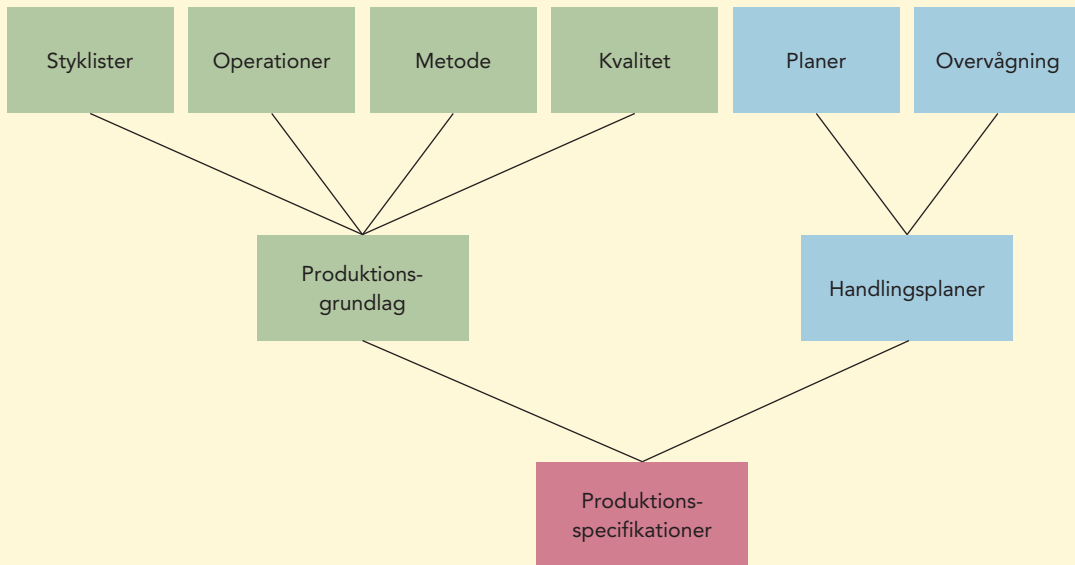 Styklister
Operationer
Metode
Kvalitet
Planer
Overvågning
Produktions-
grundlag
Handlingsplaner
Produktions-
specifikationer